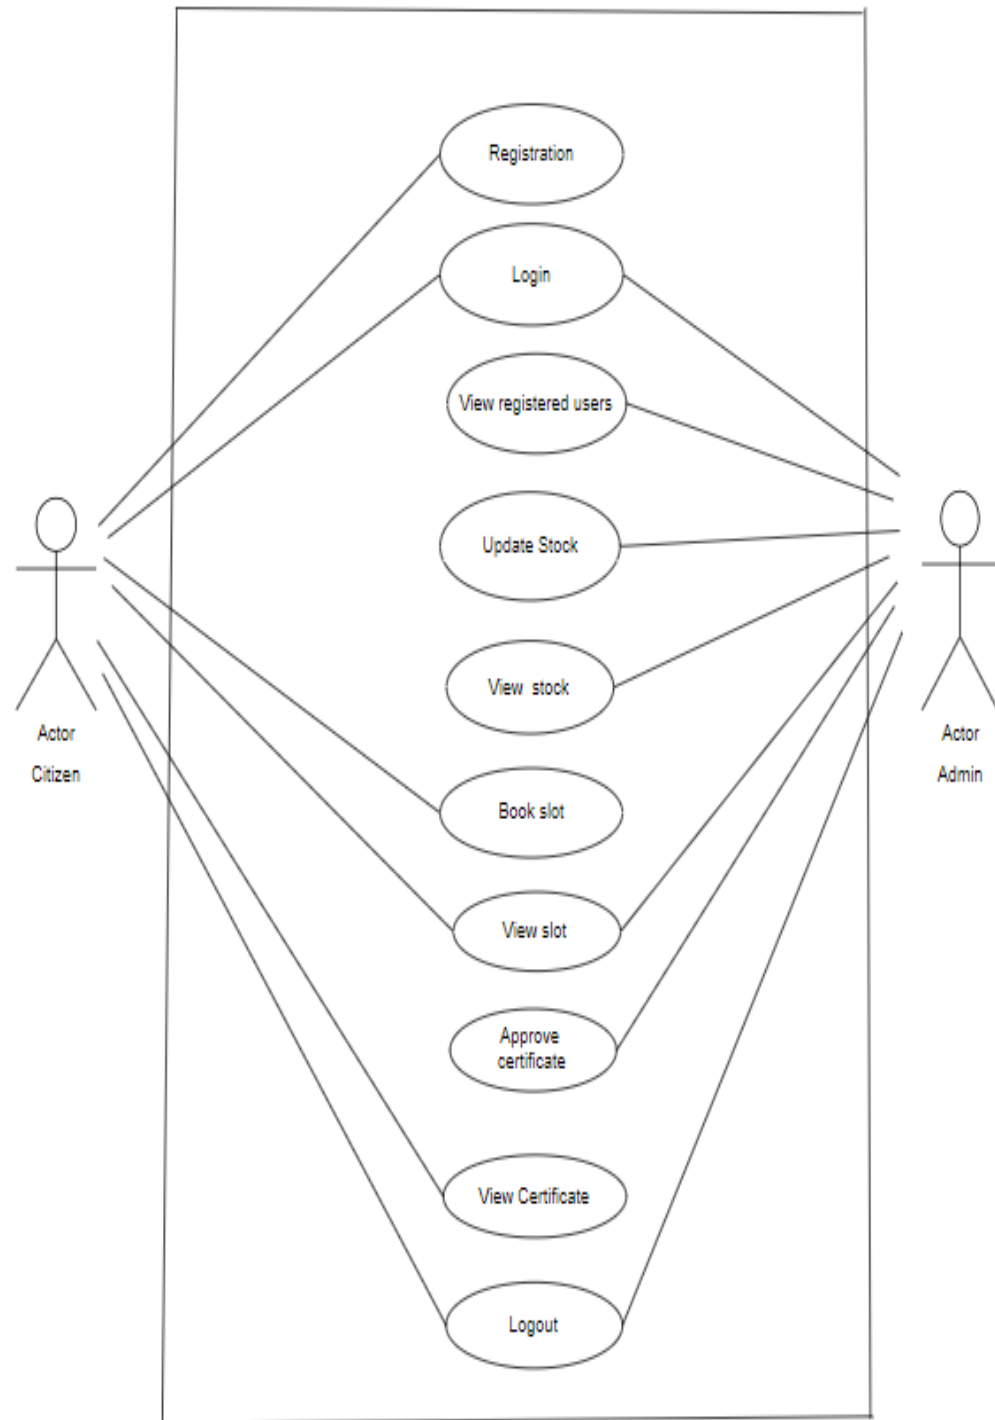 Registration
Login
View registered users
Update Stock
View  stock
Book slot
View slot
Approve
certificate
View Certificate
Logout
Actor
Citizen
Actor
Admin